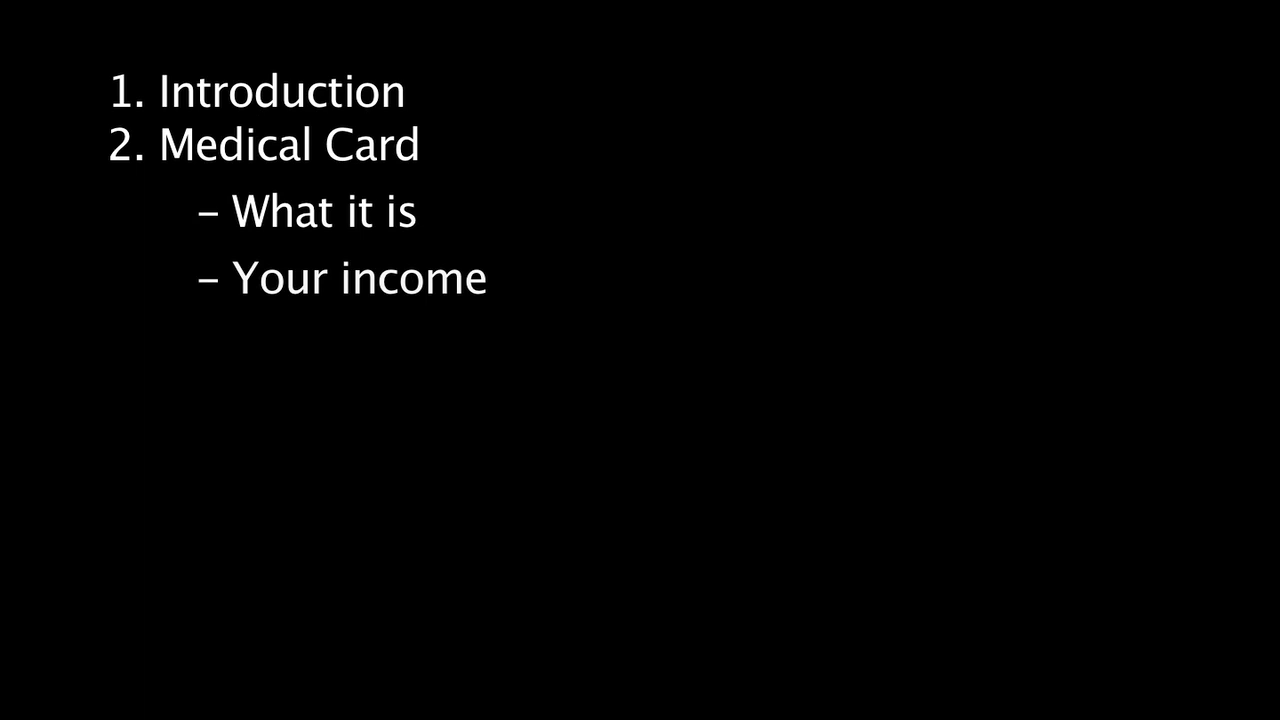 1. Introduction
2. Medical Card
– What it is
– Your income